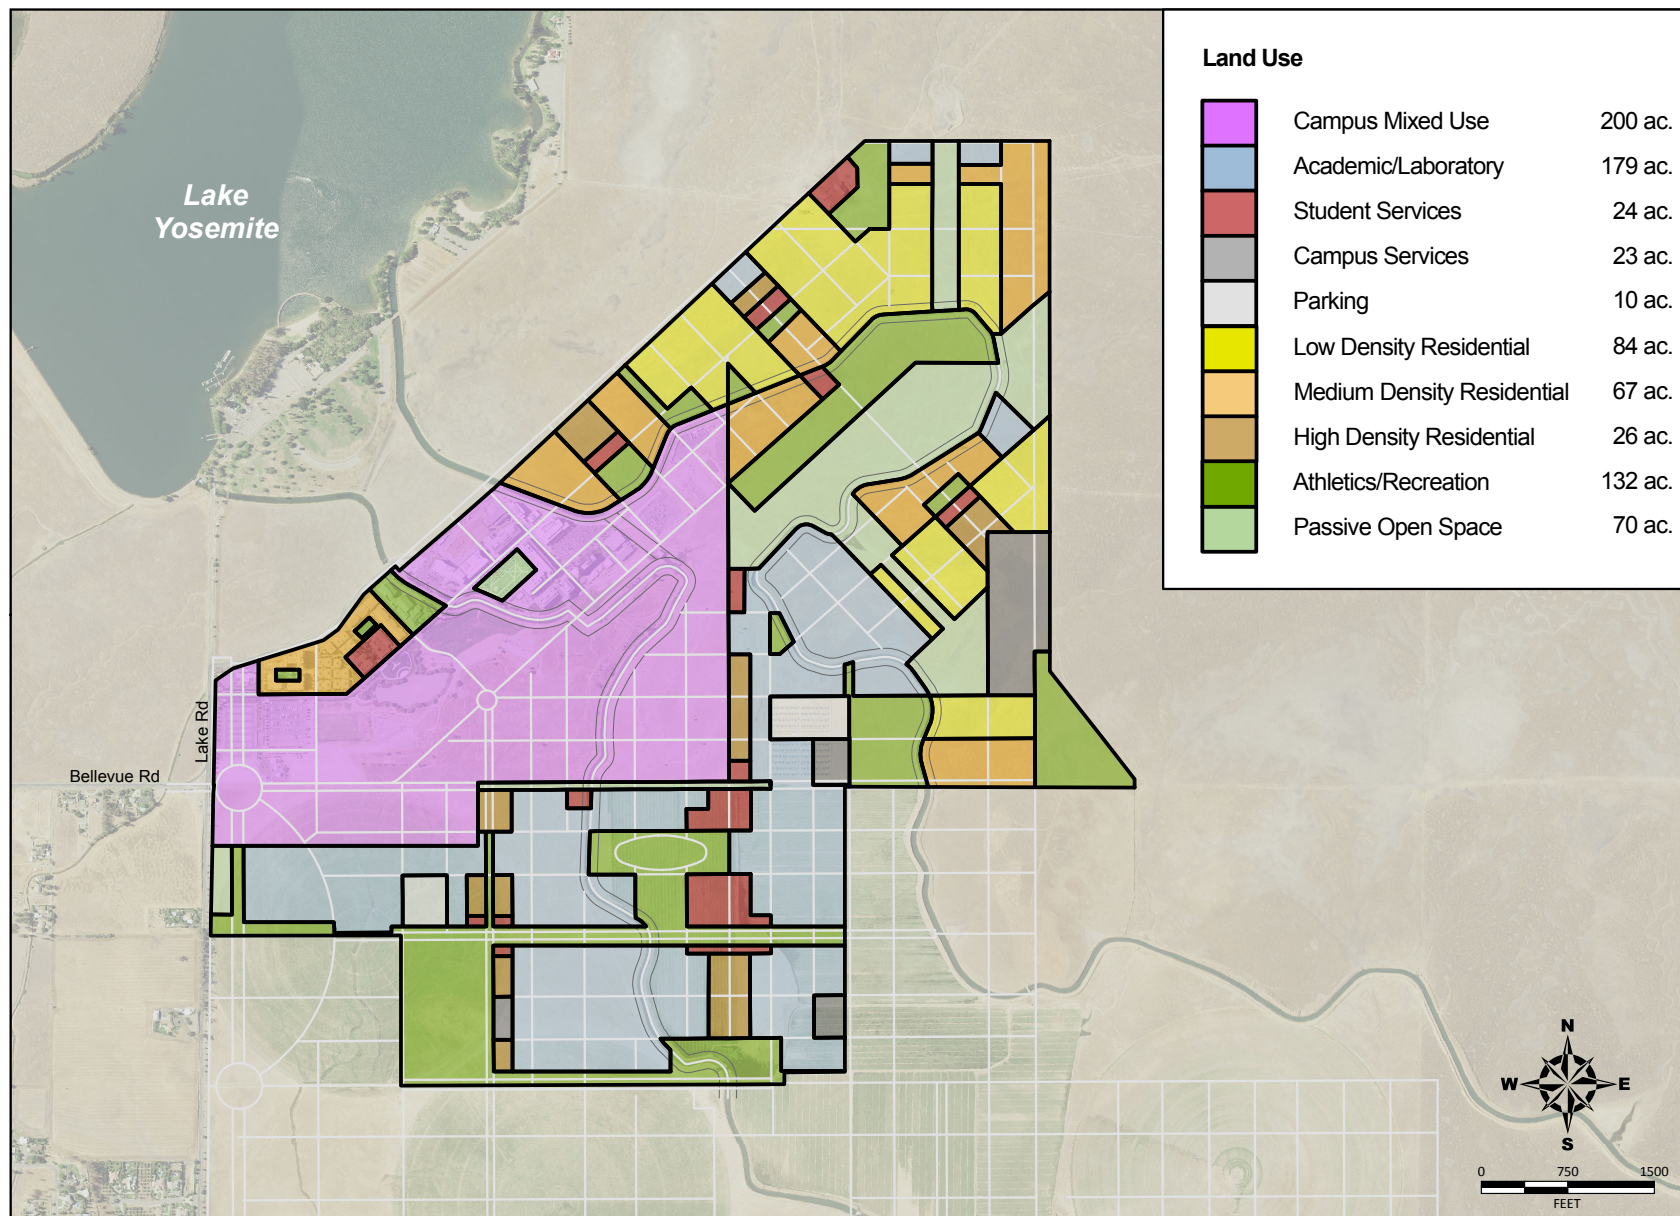 Land Use
Campus Mixed Use 200 ac.
Academic/Laboratory 179 ac.
Student Services 24 ac.
Campus Services 23 ac.
Parking 10 ac.
Low Density Residential 84 ac.
Medium Density Residential 67 ac.
High Density Residential 26 ac.
Athletics/Recreation 132 ac.
Passive Open Space 70 ac.
Lake
Yosemite
Lake Rd
Bellevue Rd
N
W E
S
0 750 1500
FEET